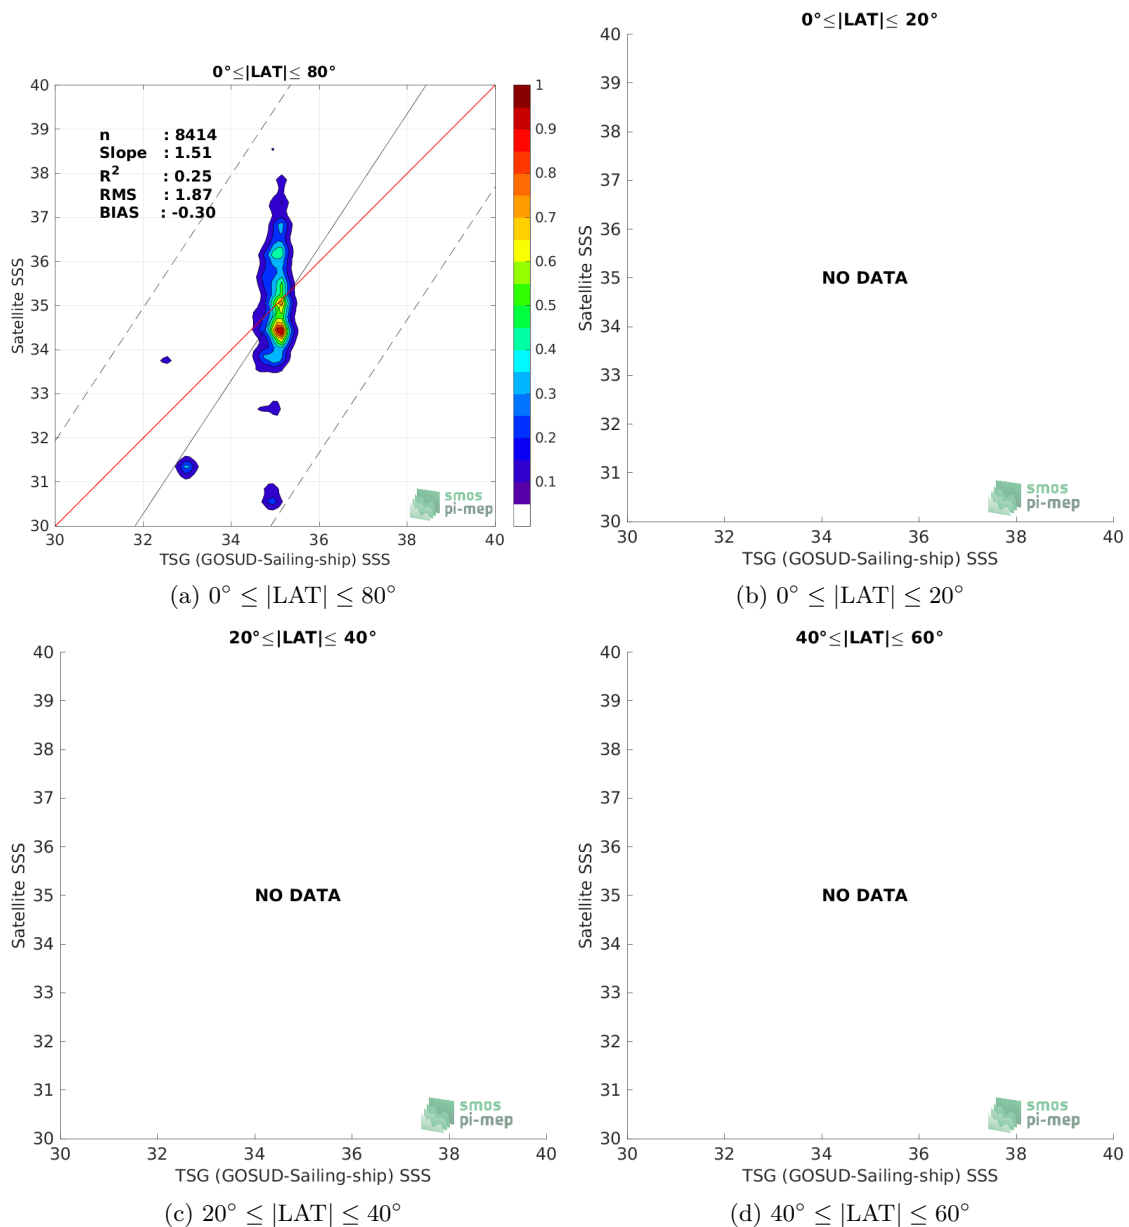 0°≤|LAT|≤ 80°
40
39
38
37
36
35
34
33
32
31
30
Satellite SSS
n : 8414
Slope : 1.51
R² : 0.25
RMS : 1.87
BIAS : -0.30
1
0.9
0.8
0.7
0.6
0.5
0.4
0.3
0.2
0.1
smos
pi-mep
30 32 34 36 38 40
TSG (GOSUD-Sailing-ship) SSS
(a) 0° ≤ |LAT| ≤ 80°
0°≤|LAT|≤ 20°
40
39
38
37
36
35
34
33
32
31
30
Satellite SSS
NO DATA
smos
pi-mep
30 32 34 36 38 40
TSG (GOSUD-Sailing-ship) SSS
(b) 0° ≤ |LAT| ≤ 20°
20°≤|LAT|≤ 40°
40
39
38
37
36
35
34
33
32
31
30
Satellite SSS
NO DATA
smos
pi-mep
30 32 34 36 38 40
TSG (GOSUD-Sailing-ship) SSS
(c) 20° ≤ |LAT| ≤ 40°
40°≤|LAT|≤ 60°
40
39
38
37
36
35
34
33
32
31
30
Satellite SSS
NO DATA
smos
pi-mep
30 32 34 36 38 40
TSG (GOSUD-Sailing-ship) SSS
(d) 40° ≤ |LAT| ≤ 60°